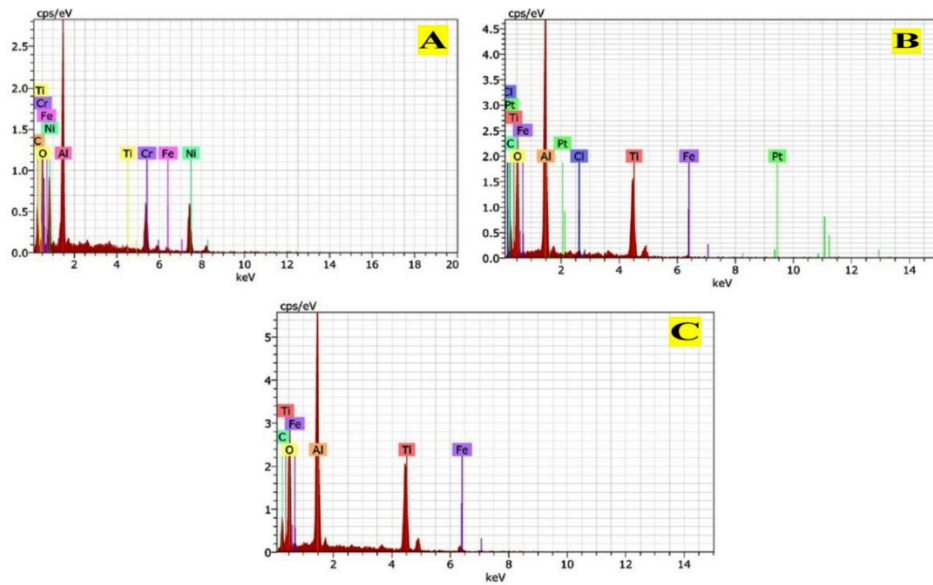 cps/eV
A
2.5
2.0
1.5
1.0
0.5
0.0
Ti
Cr
Fe
Ni
C
O
Al
Ti
Cr
Fe
Ni
2 4 6 8 10 12 14 16 18 20
keV
cps/eV
B
4.5
4.0
3.5
3.0
2.5
2.0
1.5
1.0
0.5
0.0
Cl
Pt
Ti
Fe
C
O
Al
Pt
Cl
Ti
Fe
Pt
2 4 6 8 10 12 14
keV
cps/eV
C
5
4
3
2
1
0
Ti
Fe
C
O
Al
Ti
Fe
2 4 6 8 10 12 14
keV